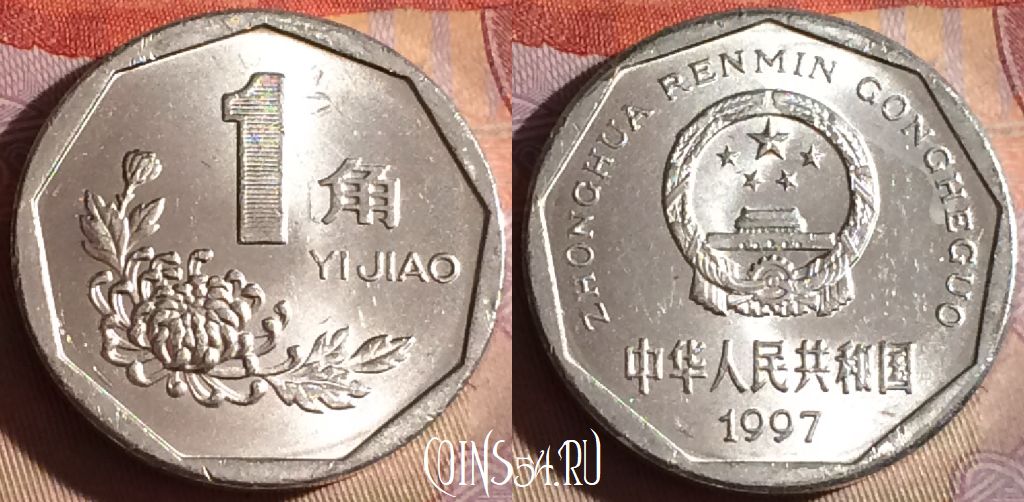 1
角
YI JIAO
ZHONGHUA RENMIN GONGHEGUO
中华人民共和国
1997
COINS54.RU